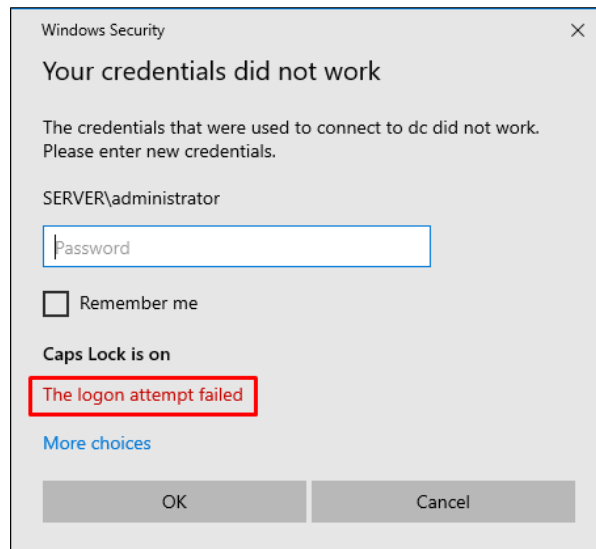 Windows Security
Your credentials did not work
The credentials that were used to connect to dc did not work.
Please enter new credentials.
SERVER\administrator
Password
Remember me
Caps Lock is on
The logon attempt failed
More choices
OK
Cancel